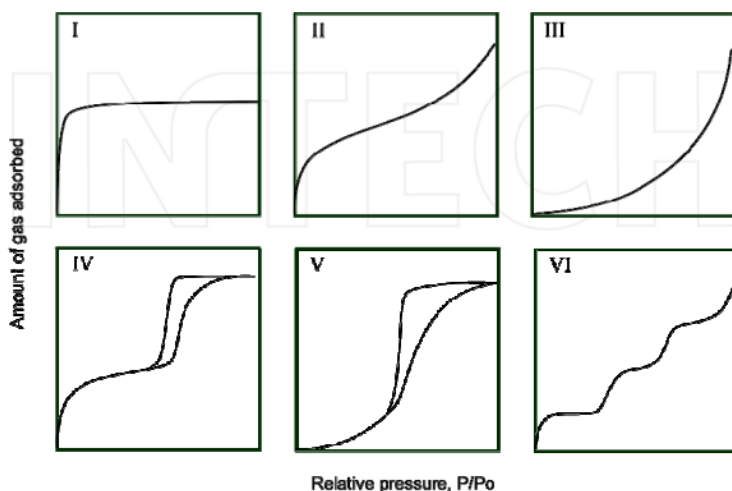 I II III
INTECH
Amount of gas adsorbed
IV V VI
Relative pressure, P/Po